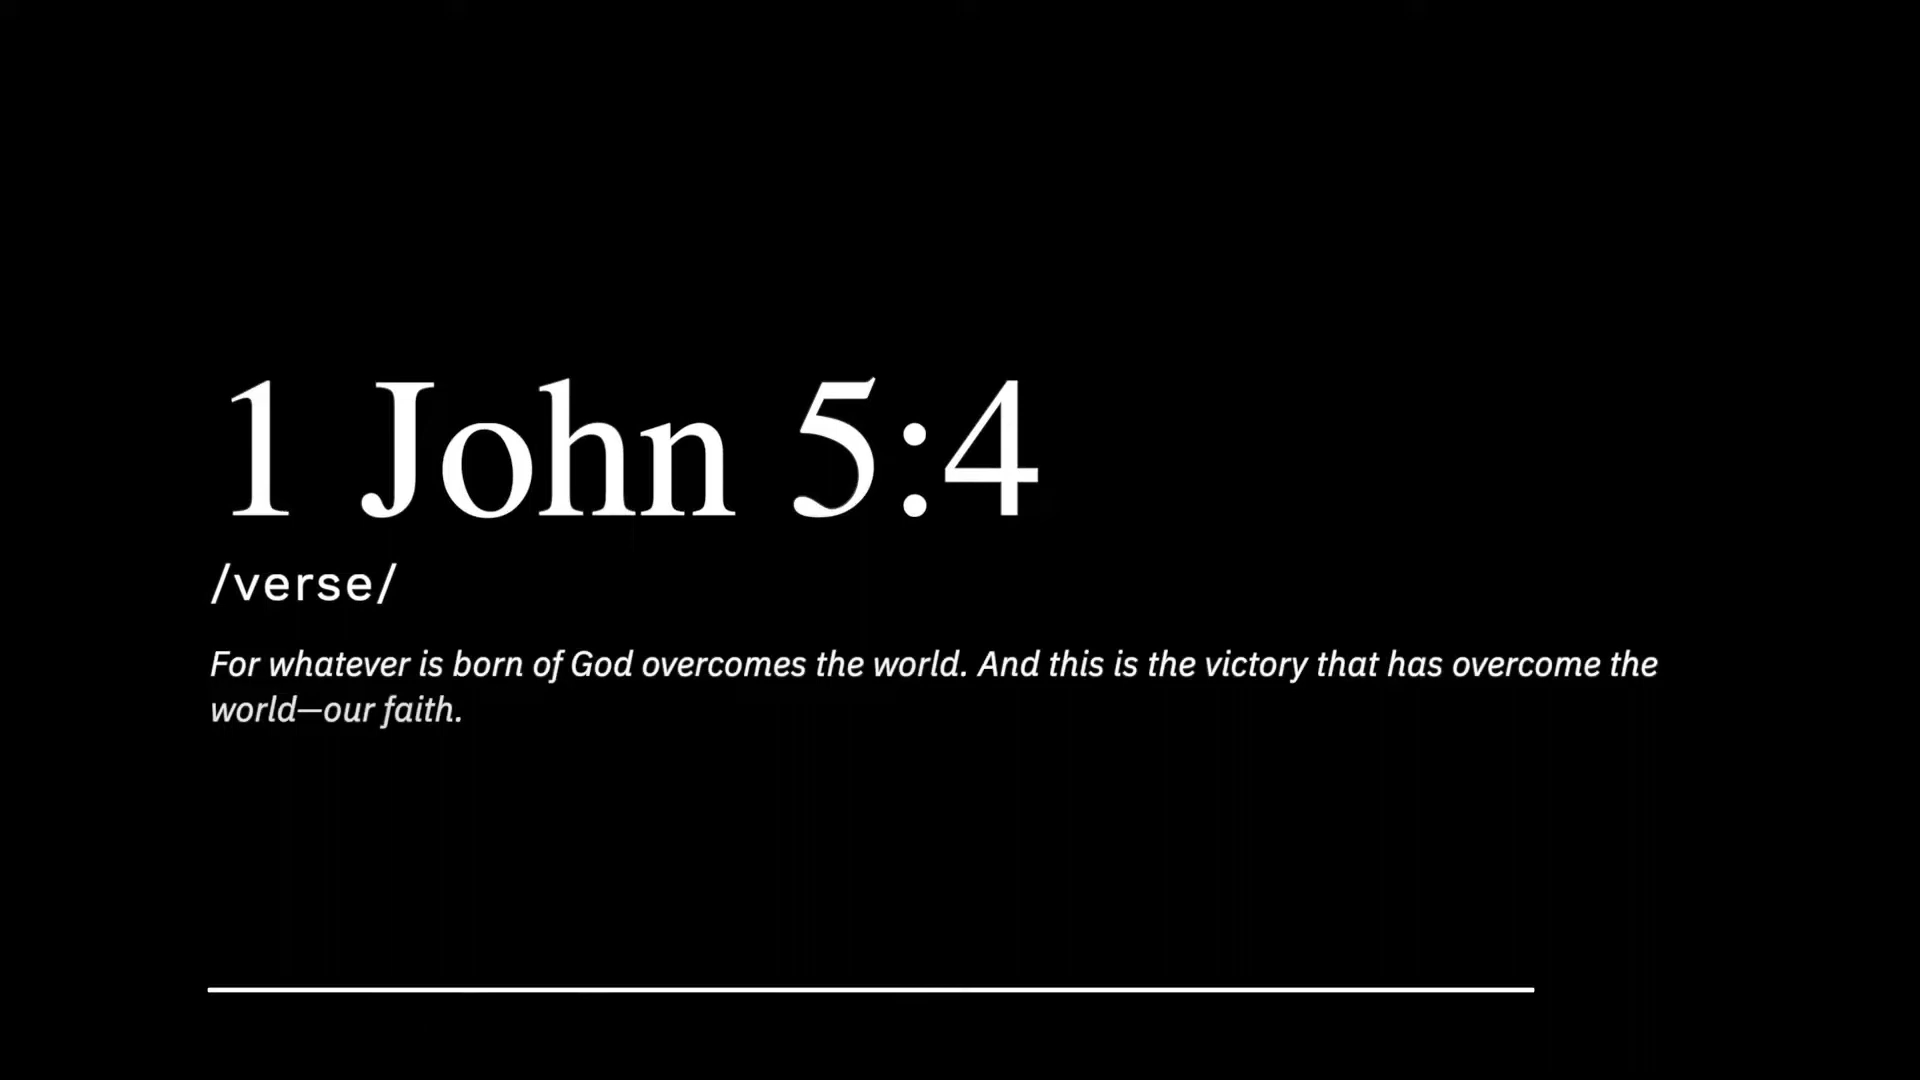 1 John 5:4
/verse/
For whatever is born of God overcomes the world. And this is the victory that has overcome the
world—our faith.